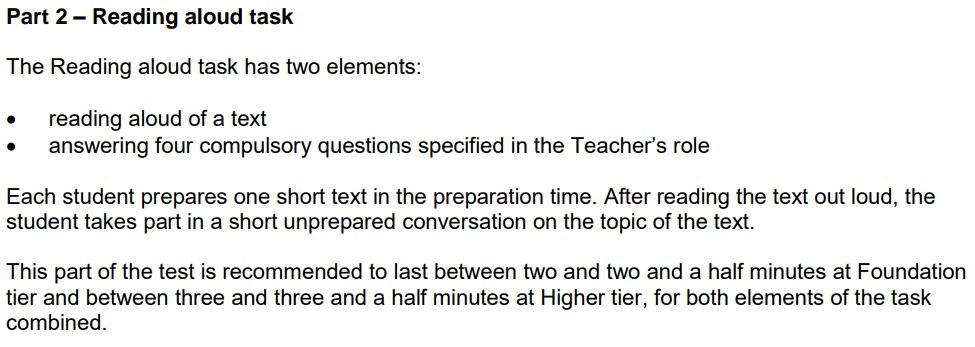 Part 2 – Reading aloud task
The Reading aloud task has two elements:
• reading aloud of a text
• answering four compulsory questions specified in the Teacher’s role
Each student prepares one short text in the preparation time. After reading the text out loud, the
student takes part in a short unprepared conversation on the topic of the text.
This part of the test is recommended to last between two and two and a half minutes at Foundation
tier and between three and three and a half minutes at Higher tier, for both elements of the task
combined.